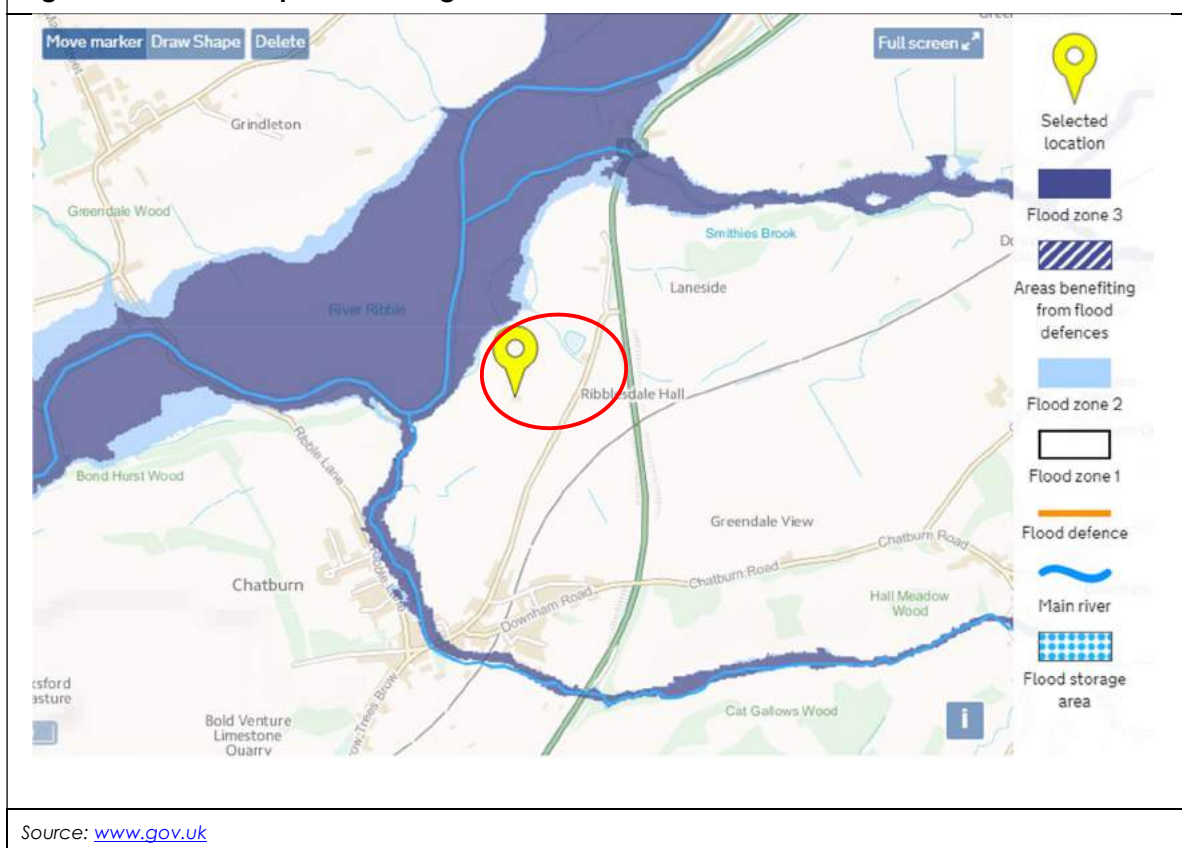 Move marker
Draw Shape
Delete
Full screen
Grindleton
Greendale Wood
River Ribble
Smithies Brook
Laneside
Ribblesdale Hall
Ribble Lane
Bond Hurst Wood
Greendale View
Chatburn Road
Chatburn Road
Hall Meadow
Wood
Chatburn
Ribble Lane
Downham Road
Cat Gallows Wood
Bold Venture
Limestone
Quarry
i
Selected
location
Flood zone 3
Areas benefiting
from flood
defences
Flood zone 2
Flood zone 1
Flood defence
Main river
Flood storage
area
Source: www.gov.uk